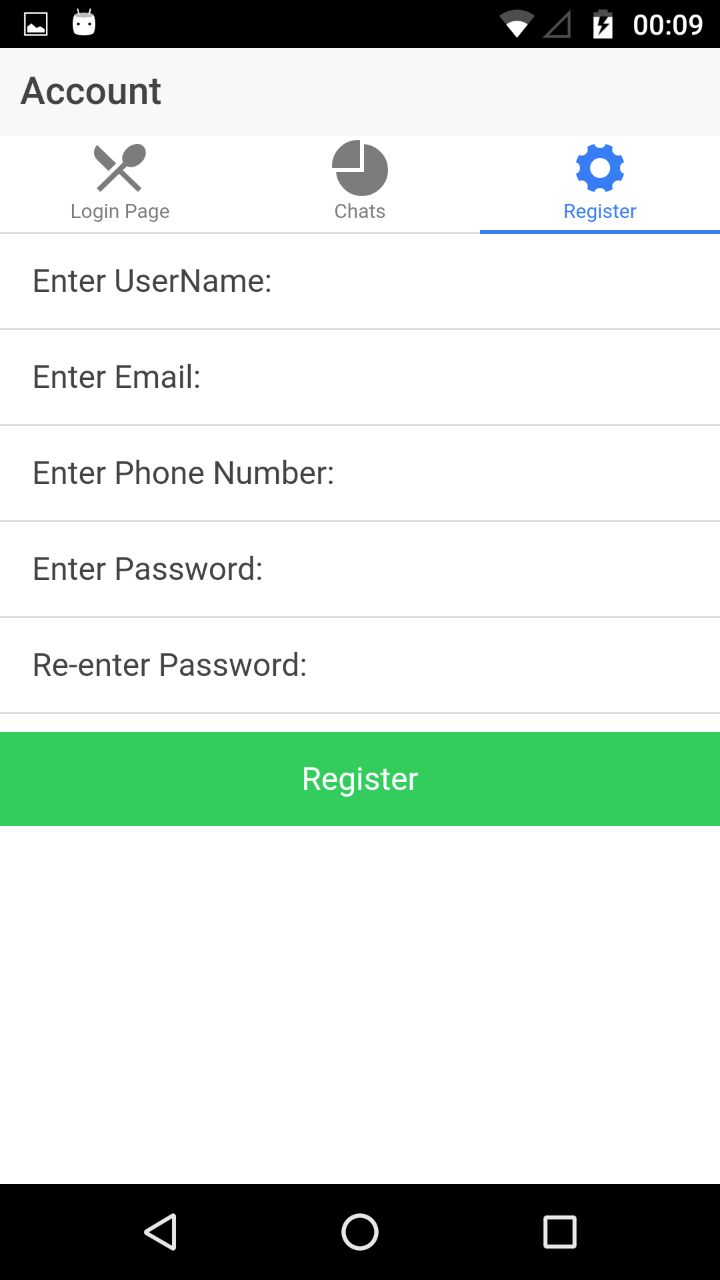 00:09
Account
Login Page
Chats
Register
Enter UserName:
Enter Email:
Enter Phone Number:
Enter Password:
Re-enter Password:
Register